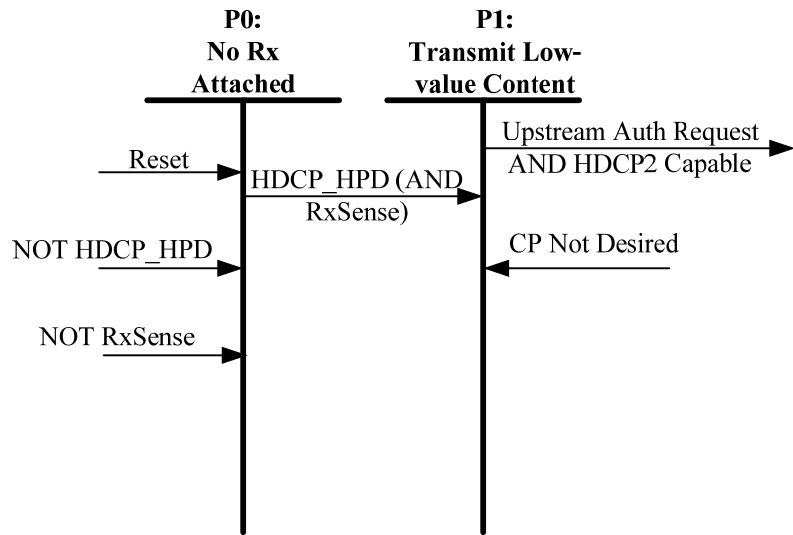 P0:
No Rx
Attached
P1:
Transmit Low-
value Content
Upstream Auth Request
AND HDCP2 Capable
Reset
HDCP_HPD (AND
RxSense)
NOT HDCP_HPD
CP Not Desired
NOT RxSense